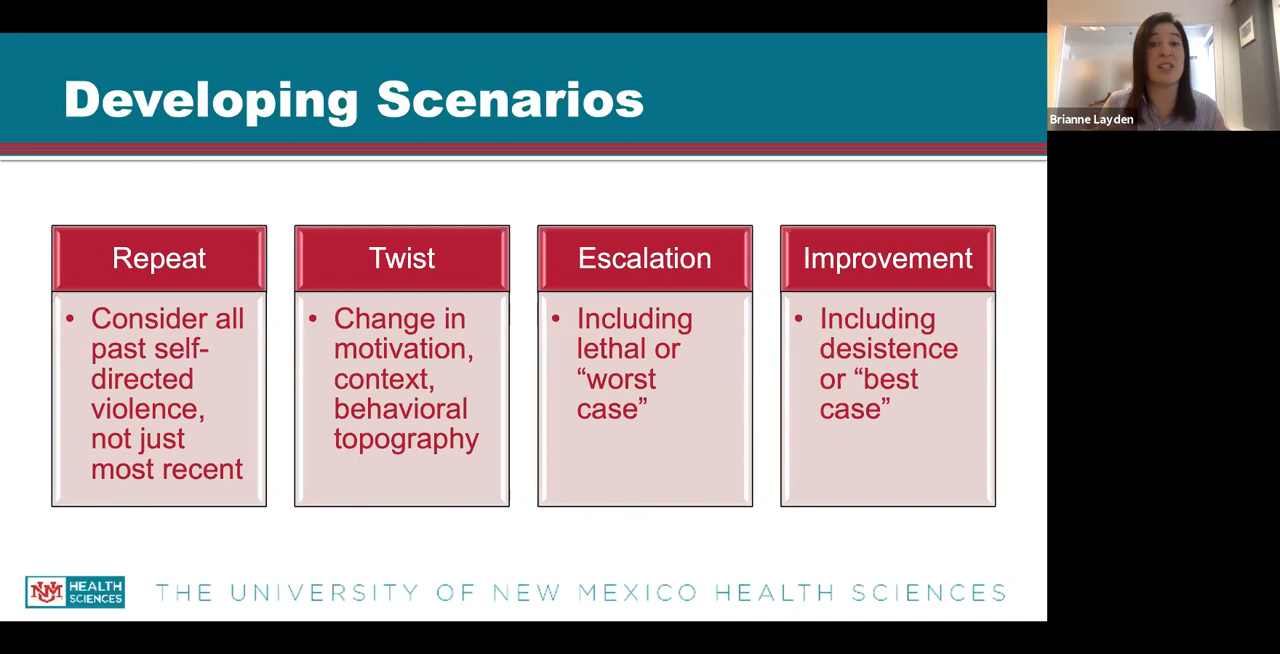 Developing Scenarios
Brianne Layden
Repeat
• Consider all
past self-
directed
violence,
not just
most recent
Twist
• Change in
motivation,
context,
behavioral
topography
Escalation
• Including
lethal or
“worst
case”
Improvement
• Including
desistence
or “best
case”
UNM
HEALTH
SCIENCES
THE UNIVERSITY OF NEW MEXICO HEALTH SCIENCES